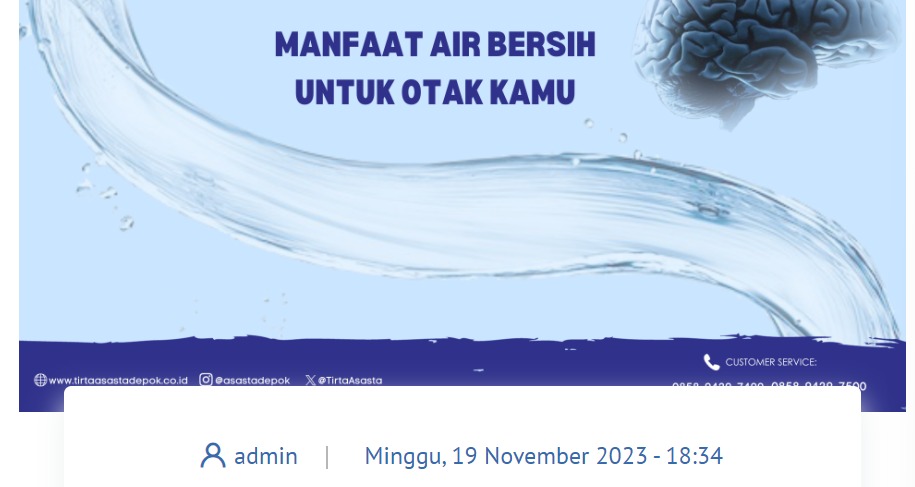 MANFAAT AIR BERSIH
UNTUK OTAK KAMU
CUSTOMER SERVICE:
www.tirtaasastadepok.co.id @asastadepok @TirtaAsasta
admin | Minggu, 19 November 2023 - 18:34